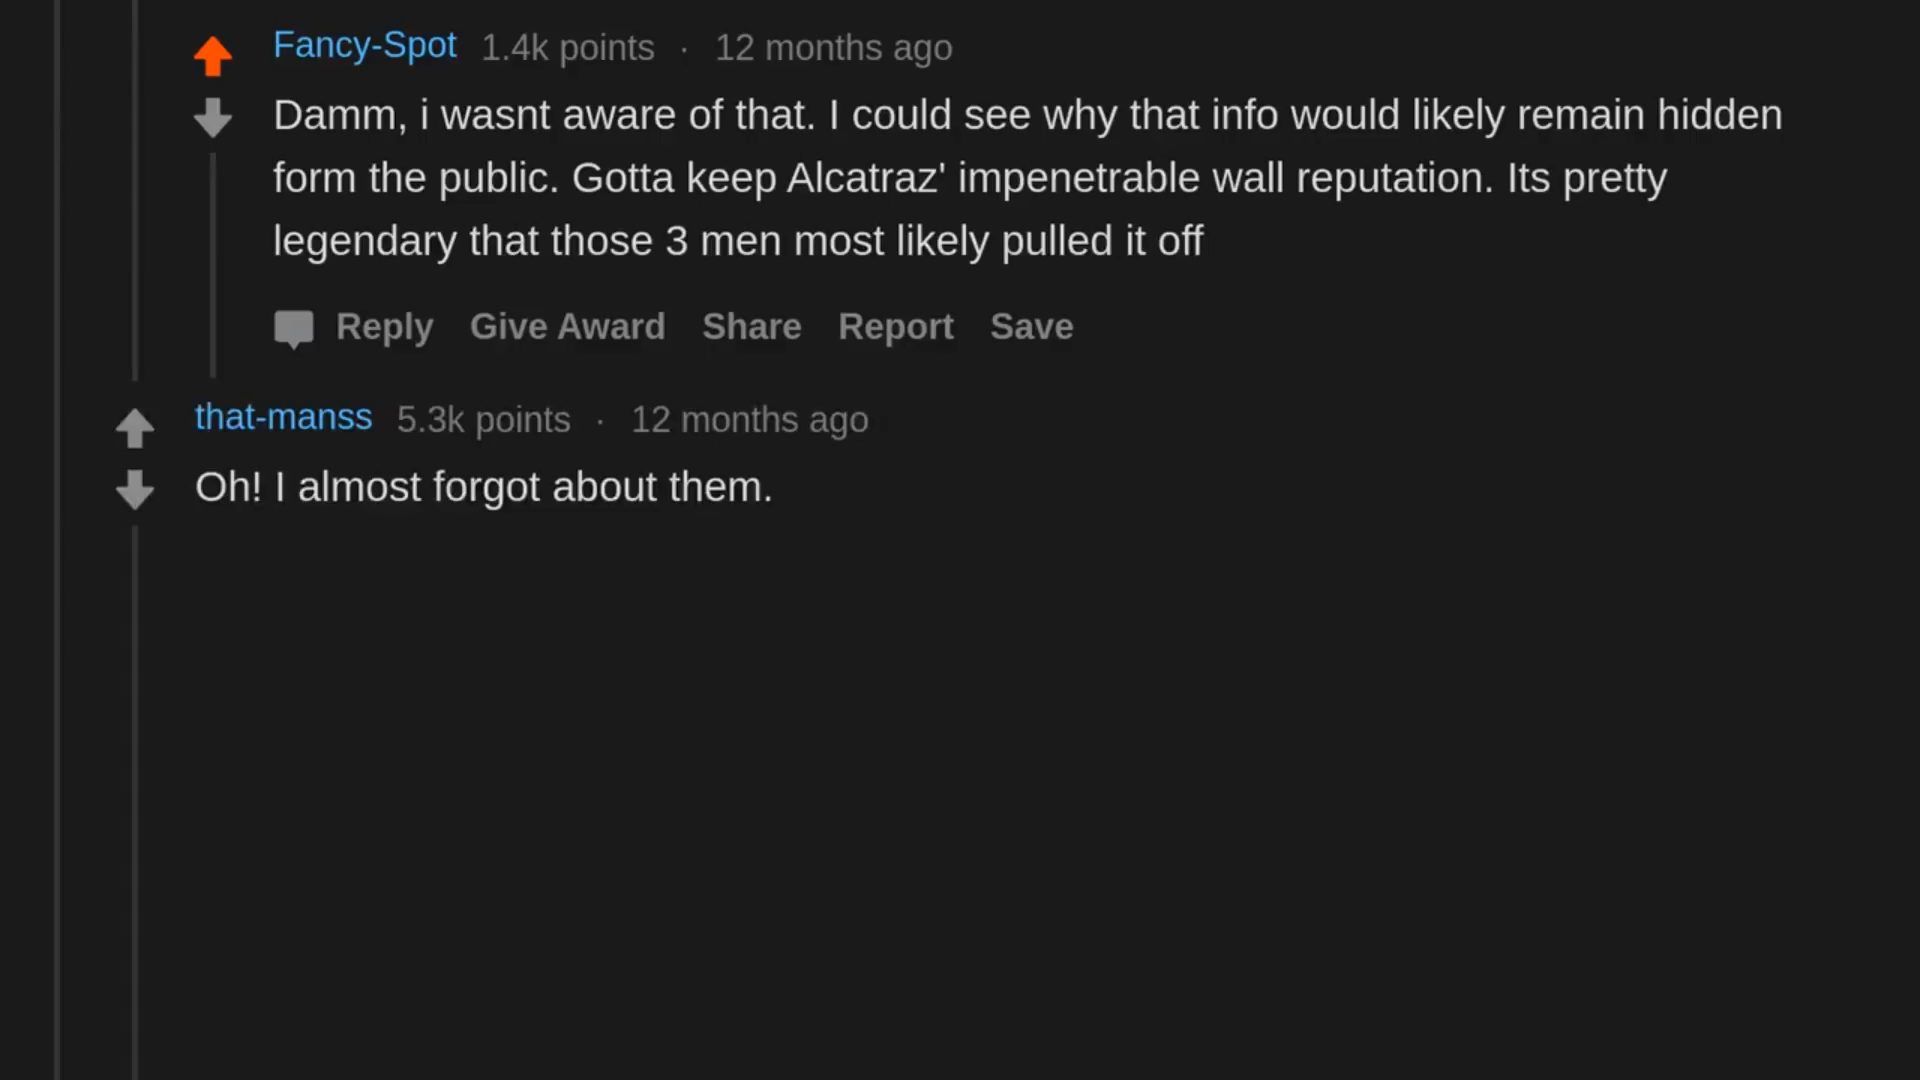 Fancy-Spot 1.4k points · 12 months ago
Damm, i wasnt aware of that. I could see why that info would likely remain hidden
form the public. Gotta keep Alcatraz' impenetrable wall reputation. Its pretty
legendary that those 3 men most likely pulled it off
Reply Give Award Share Report Save
that-manss 5.3k points · 12 months ago
Oh! I almost forgot about them.